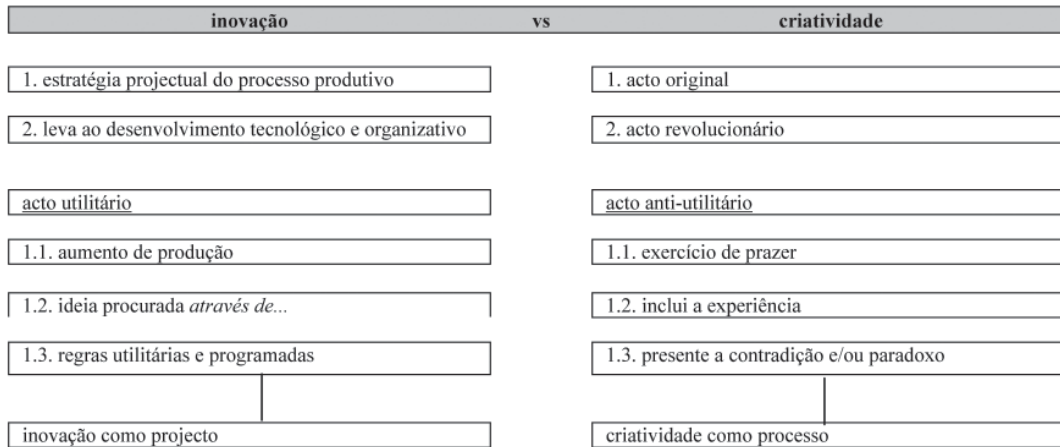 inovação vs criatividade
1. estratégia projectual do processo produtivo
1. acto original
2. leva ao desenvolvimento tecnológico e organizativo
2. acto revolucionário
acto utilitário
acto anti-utilitário
1.1. aumento de produção
1.1. exercício de prazer
1.2. ideia procurada através de...
1.2. inclui a experiência
1.3. regras utilitárias e programadas
1.3. presente a contradição e/ou paradoxo
inovação como projecto
criatividade como processo